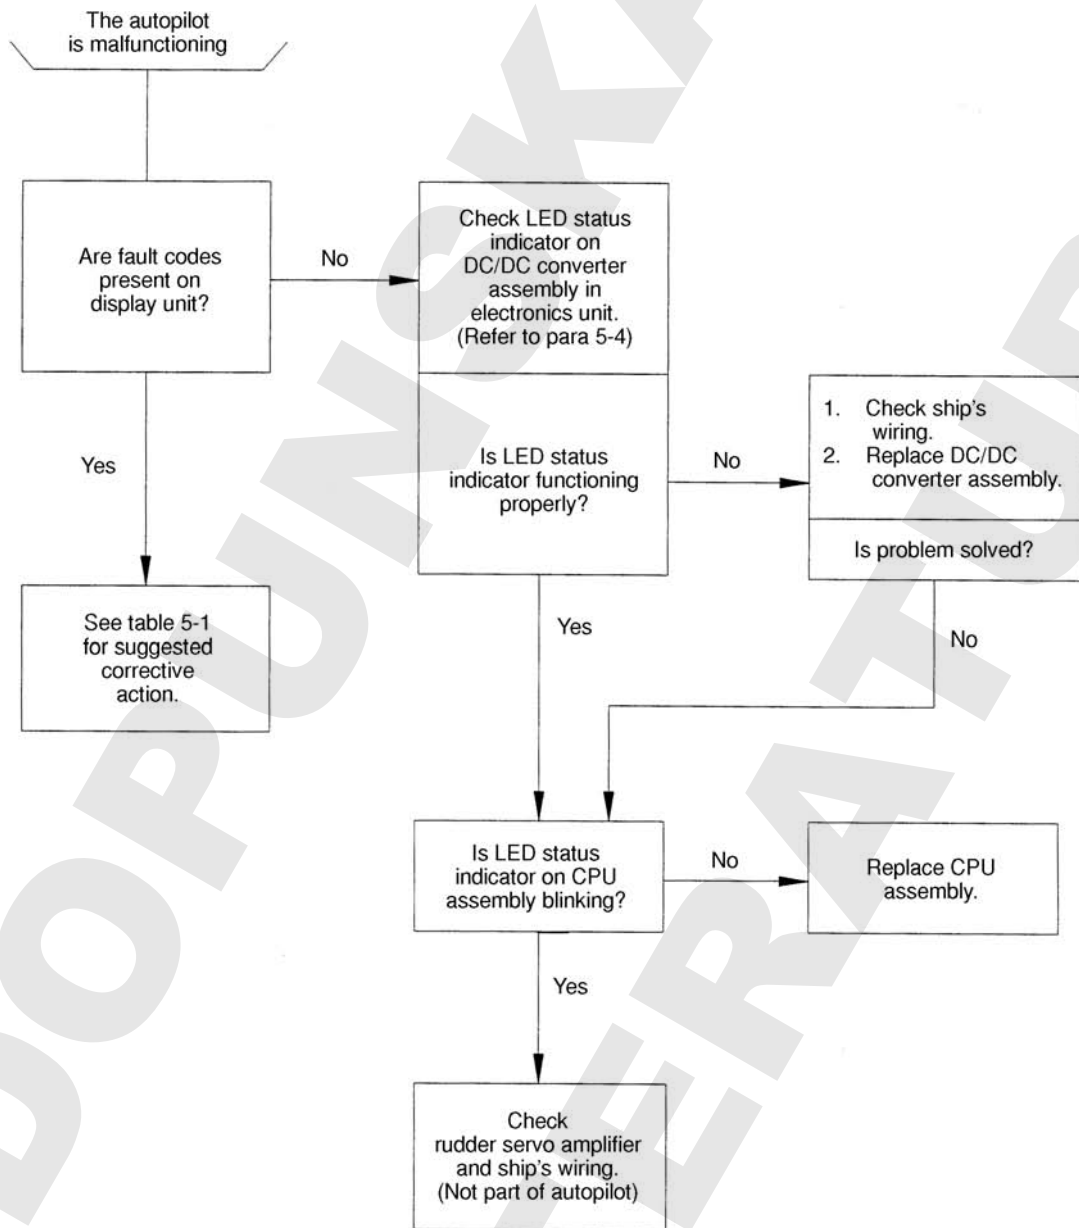 The autopilot
is malfunctioning
Are fault codes
present on
display unit?
No
Check LED status
indicator on
DC/DC converter
assembly in
electronics unit.
(Refer to para 5-4)
Is LED status
indicator functioning
properly?
No
1. Check ship's
wiring.
2. Replace DC/DC
converter assembly.
Is problem solved?
Yes
See table 5-1
for suggested
corrective
action.
Yes
No
Is LED status
indicator on CPU
assembly blinking?
No
Replace CPU
assembly.
Yes
Check
rudder servo amplifier
and ship's wiring.
(Not part of autopilot)
DOPUNSKA
ERATUR